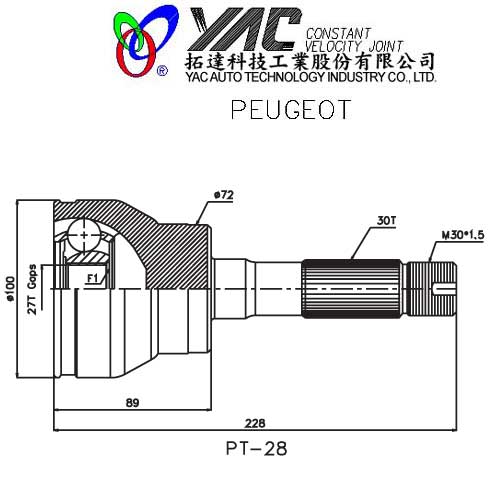 YAC CONSTANT
VELOCITY JOINT
®
拓達科技工業股份有限公司
YAC AUTO TECHNOLOGY INDUSTRY CO., LTD.
PEUGEOT
ø72
30T
M30*1.5
ø100
27T Gaps
F1
89
228
PT-28